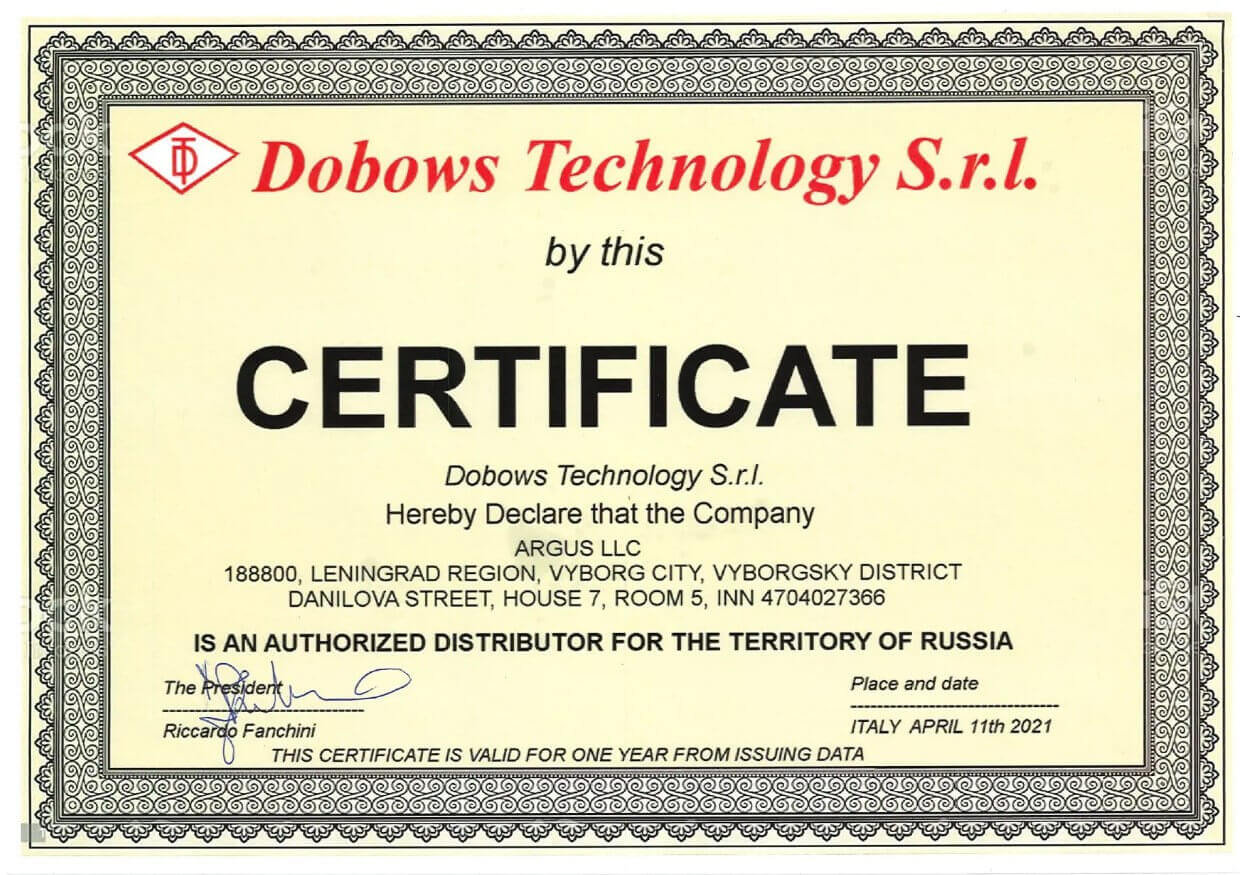 Dobows Technology S.r.l.
by this
CERTIFICATE
Dobows Technology S.r.l.
Hereby Declare that the Company
ARGUS LLC
188800, LENINGRAD REGION, VYBORG CITY, VYBORGSKY DISTRICT
DANILOVA STREET, HOUSE 7, ROOM 5, INN 4704027366
IS AN AUTHORIZED DISTRIBUTOR FOR THE TERRITORY OF RUSSIA
The President
Riccardo Fanchini
Place and date
ITALY APRIL 11th 2021
THIS CERTIFICATE IS VALID FOR ONE YEAR FROM ISSUING DATA